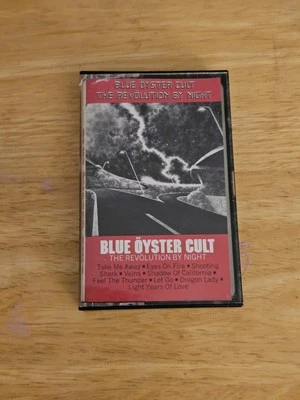 BLUE ÖYSTER CULT
THE REVOLUTION BY NIGHT
BLUE ÖYSTER CULT
THE REVOLUTION BY NIGHT
Take Me Away • Eyes On Fire • Shooting
Shark • Veins • Shadow Of California •
Feel The Thunder • Let Go • Dragon Lady •
Light Years Of Love